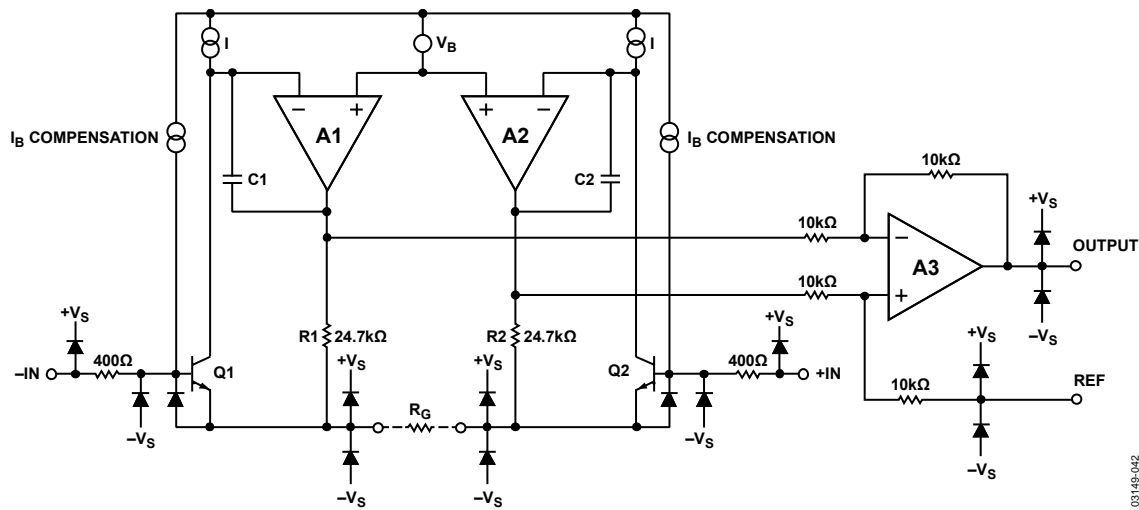 I
V_B
I
I_B COMPENSATION
− +
A1
+ −
A2
I_B COMPENSATION
C1
C2
10kΩ
10kΩ
−
+V_S
OUTPUT
A3
10kΩ
+
−V_S
+V_S
−IN
400Ω
Q1
R1 24.7kΩ
R2 24.7kΩ
+V_S
+V_S
Q2
400Ω
+V_S
+IN
+V_S
10kΩ
REF
−V_S
R_G
−V_S
−V_S
−V_S
−V_S
03149-042